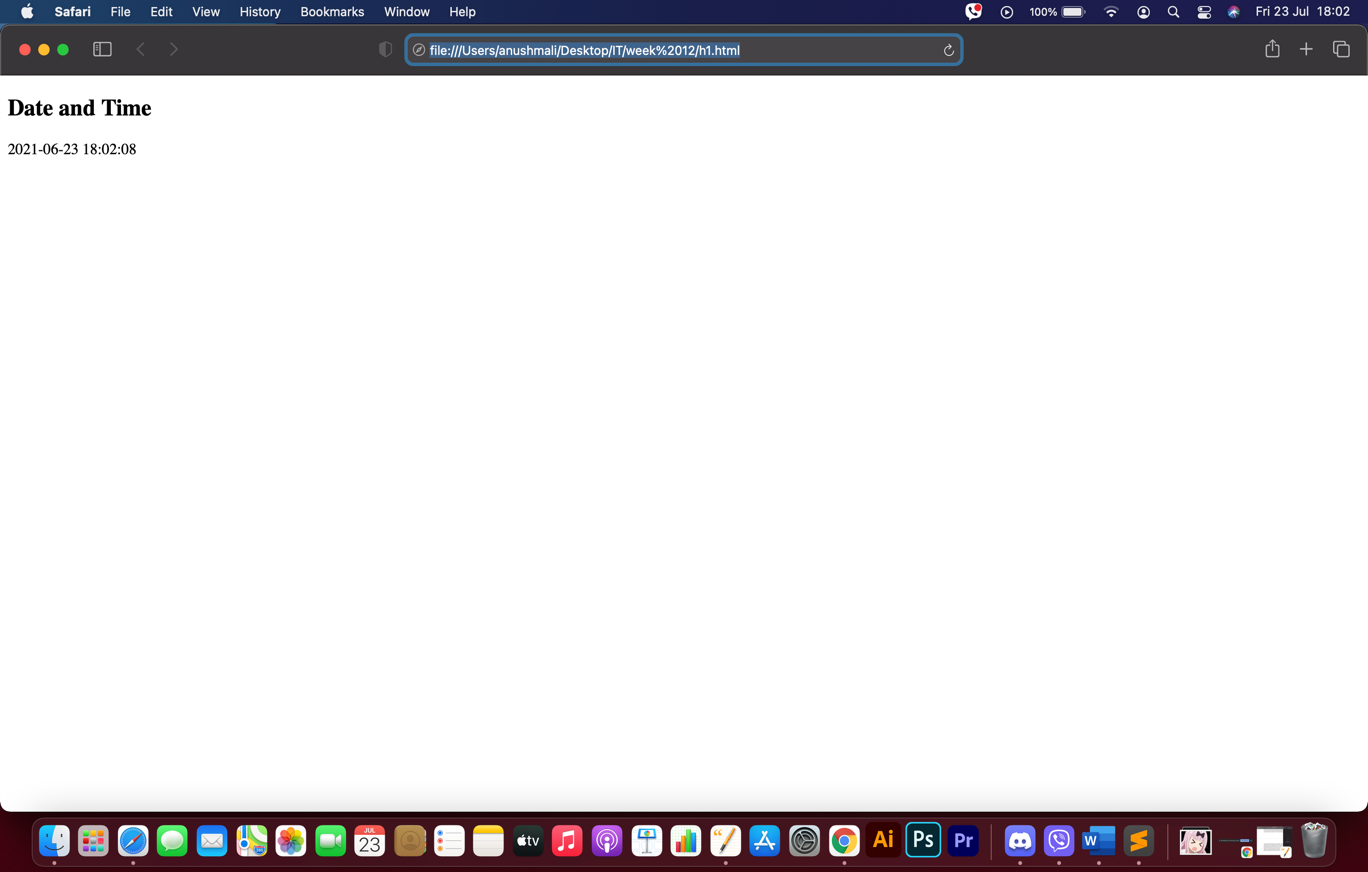 Safari File Edit View History Bookmarks Window Help 100% Fri 23 Jul 18:02
file:///Users/anushmali/Desktop/IT/week%2012/h1.html
Date and Time
2021-06-23 18:02:08
JUL
23
tv
Ai
Ps
Pr
W